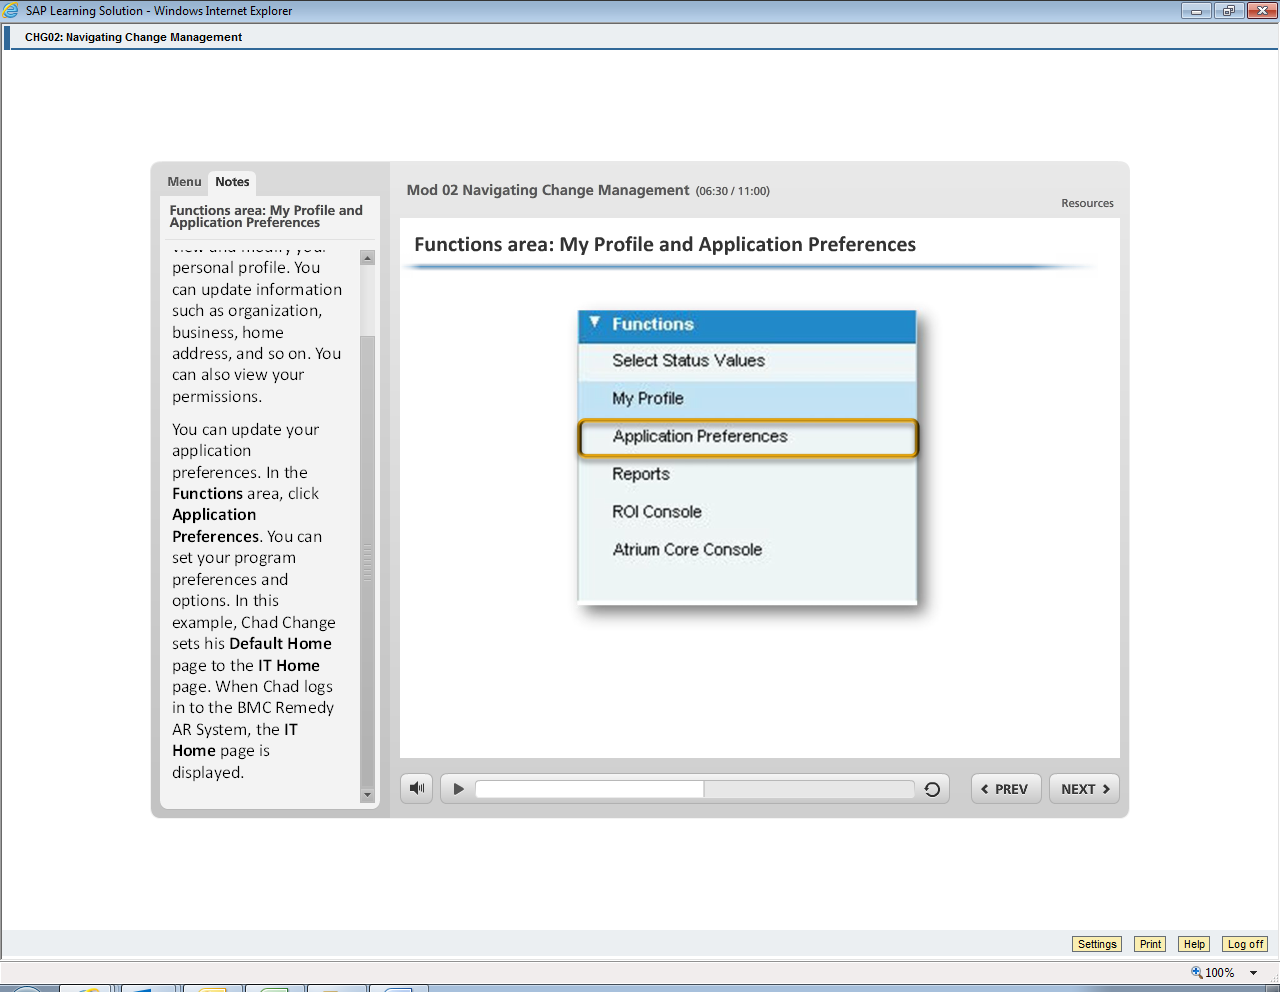 SAP Learning Solution - Windows Internet Explorer
CHG02: Navigating Change Management
Menu
Notes
Functions area: My Profile and
Application Preferences
view and modify your
personal profile. You
can update information
such as organization,
business, home
address, and so on. You
can also view your
permissions.
You can update your
application
preferences. In the
Functions area, click
Application
Preferences. You can
set your program
preferences and
options. In this
example, Chad Change
sets his Default Home
page to the IT Home
page. When Chad logs
in to the BMC Remedy
AR System, the IT
Home page is
displayed.
Mod 02 Navigating Change Management (06:30 / 11:00)
Resources
Functions area: My Profile and Application Preferences
Functions
Select Status Values
My Profile
Application Preferences
Reports
ROI Console
Atrium Core Console
PREV
NEXT
Settings
Print
Help
Log off
100%